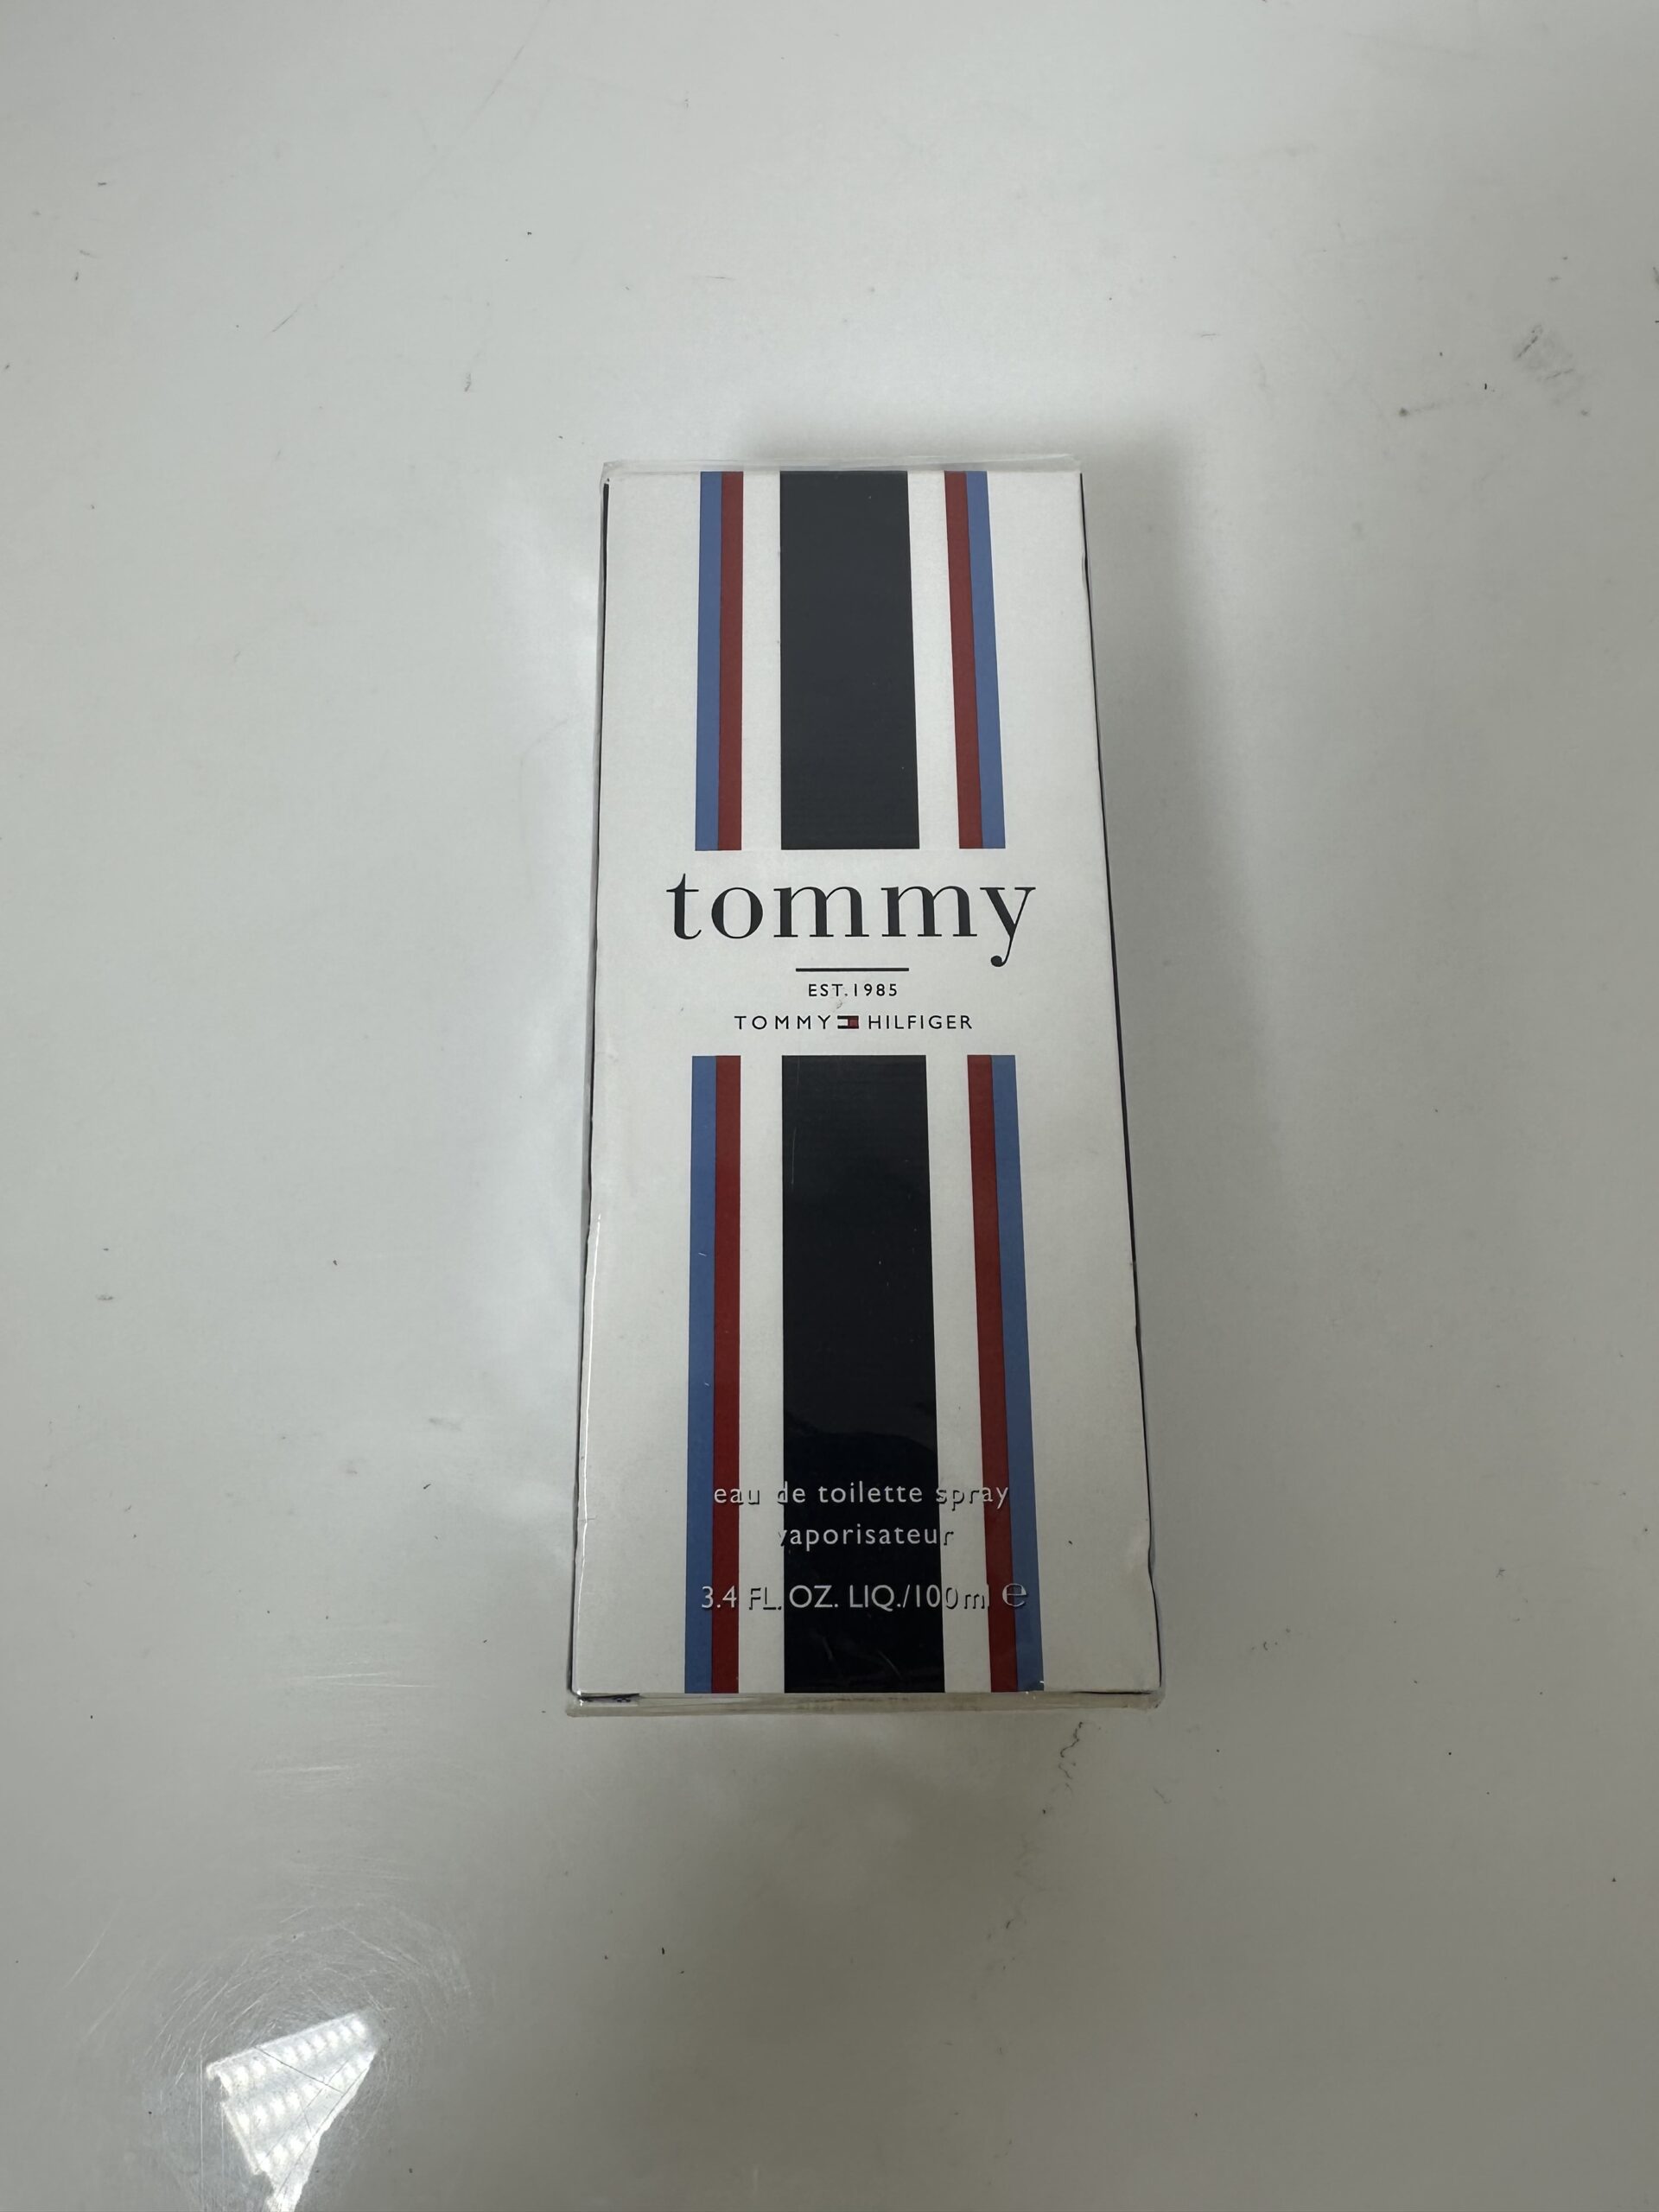 tommy
EST. 1985
TOMMY HILFIGER
eau de toilette spray
vaporisateur
3.4 FL. OZ. LIQ./100ml ℮